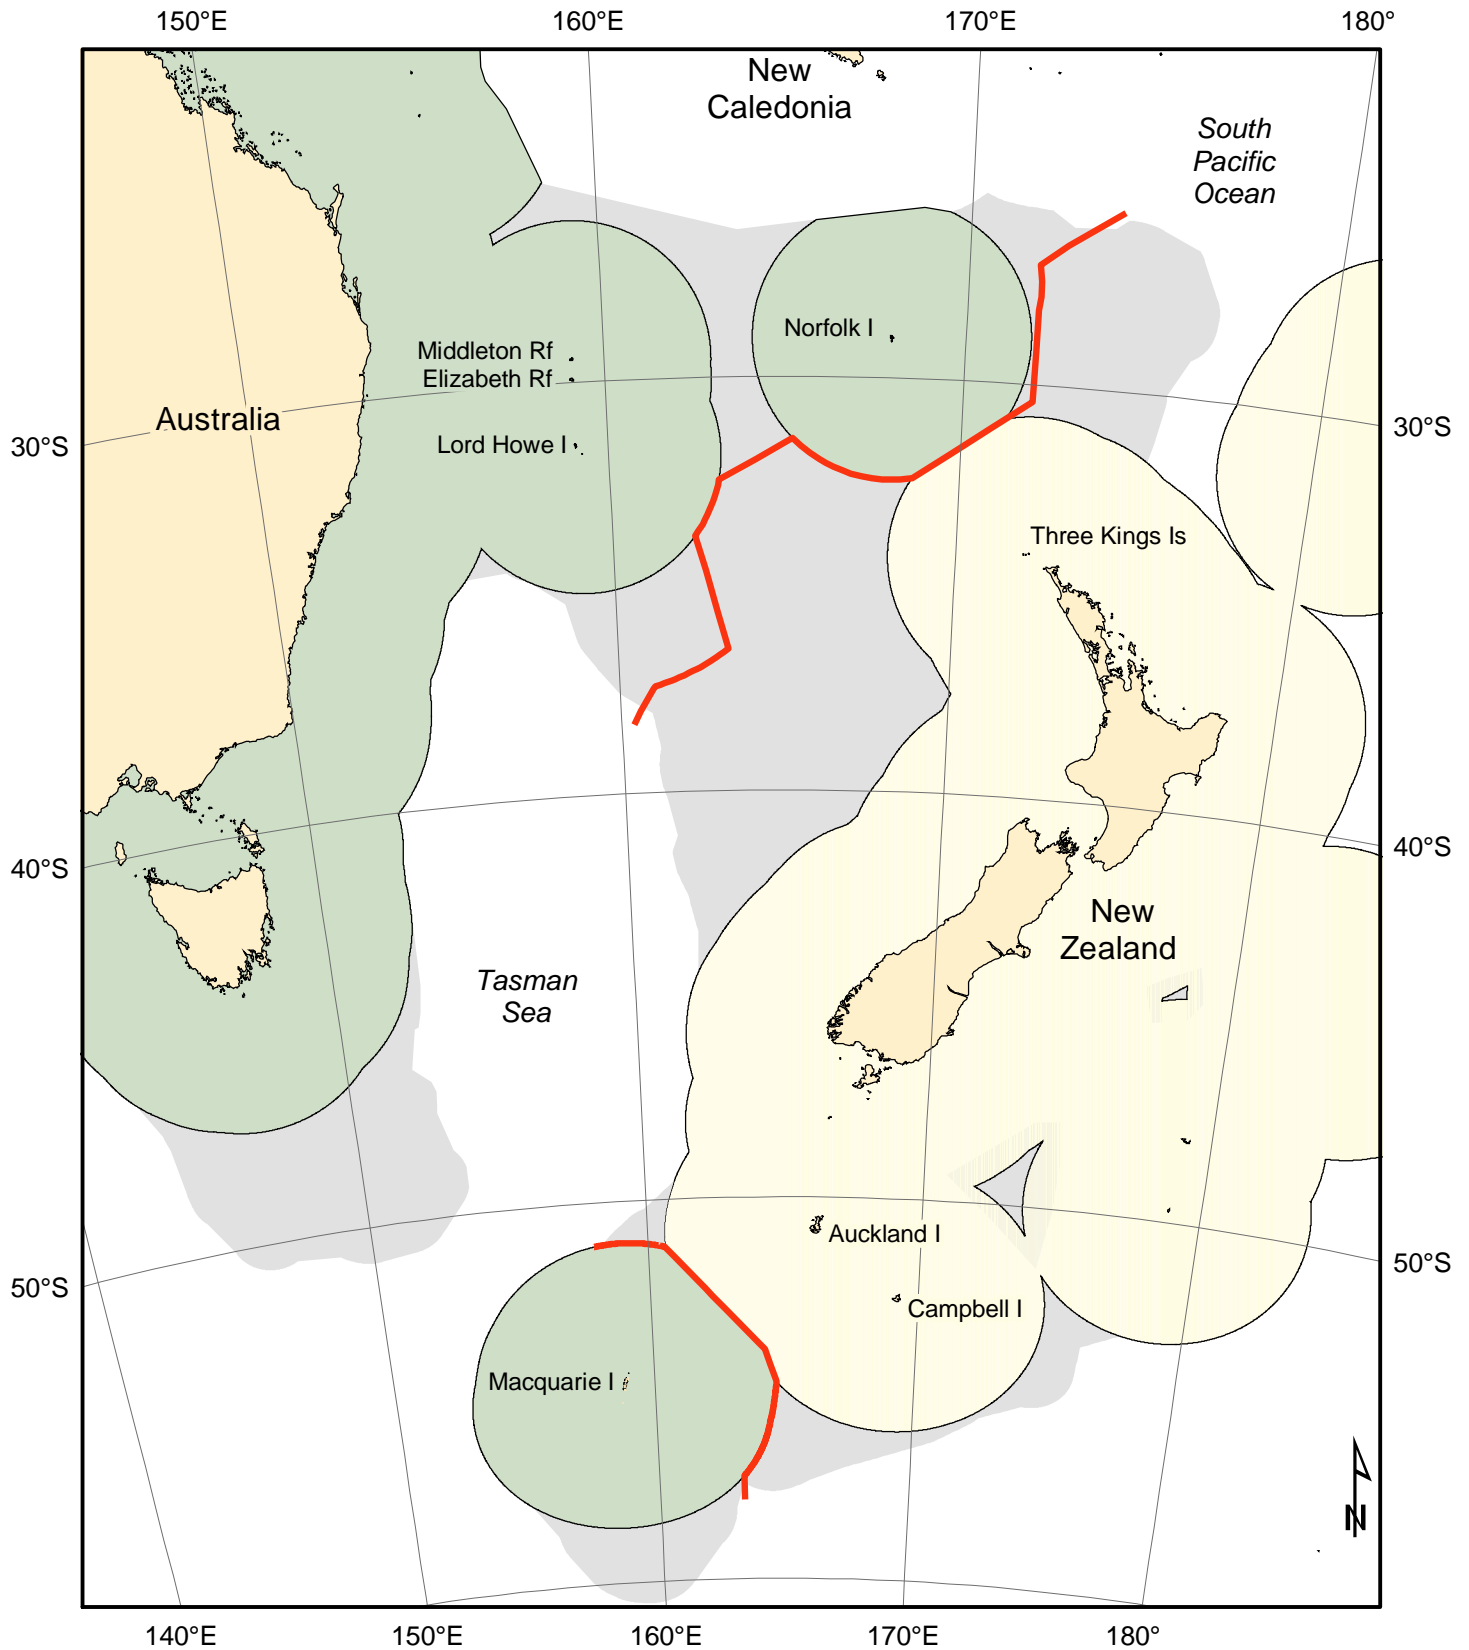 150°E
160°E
170°E
180°
New
Caledonia
South
Pacific
Ocean
Norfolk I
Middleton Rf
Elizabeth Rf
Australia
Lord Howe I
30°S
30°S
Three Kings Is
40°S
40°S
New
Zealand
Tasman
Sea
Auckland I
50°S
50°S
Campbell I
Macquarie I
N
140°E
150°E
160°E
170°E
180°